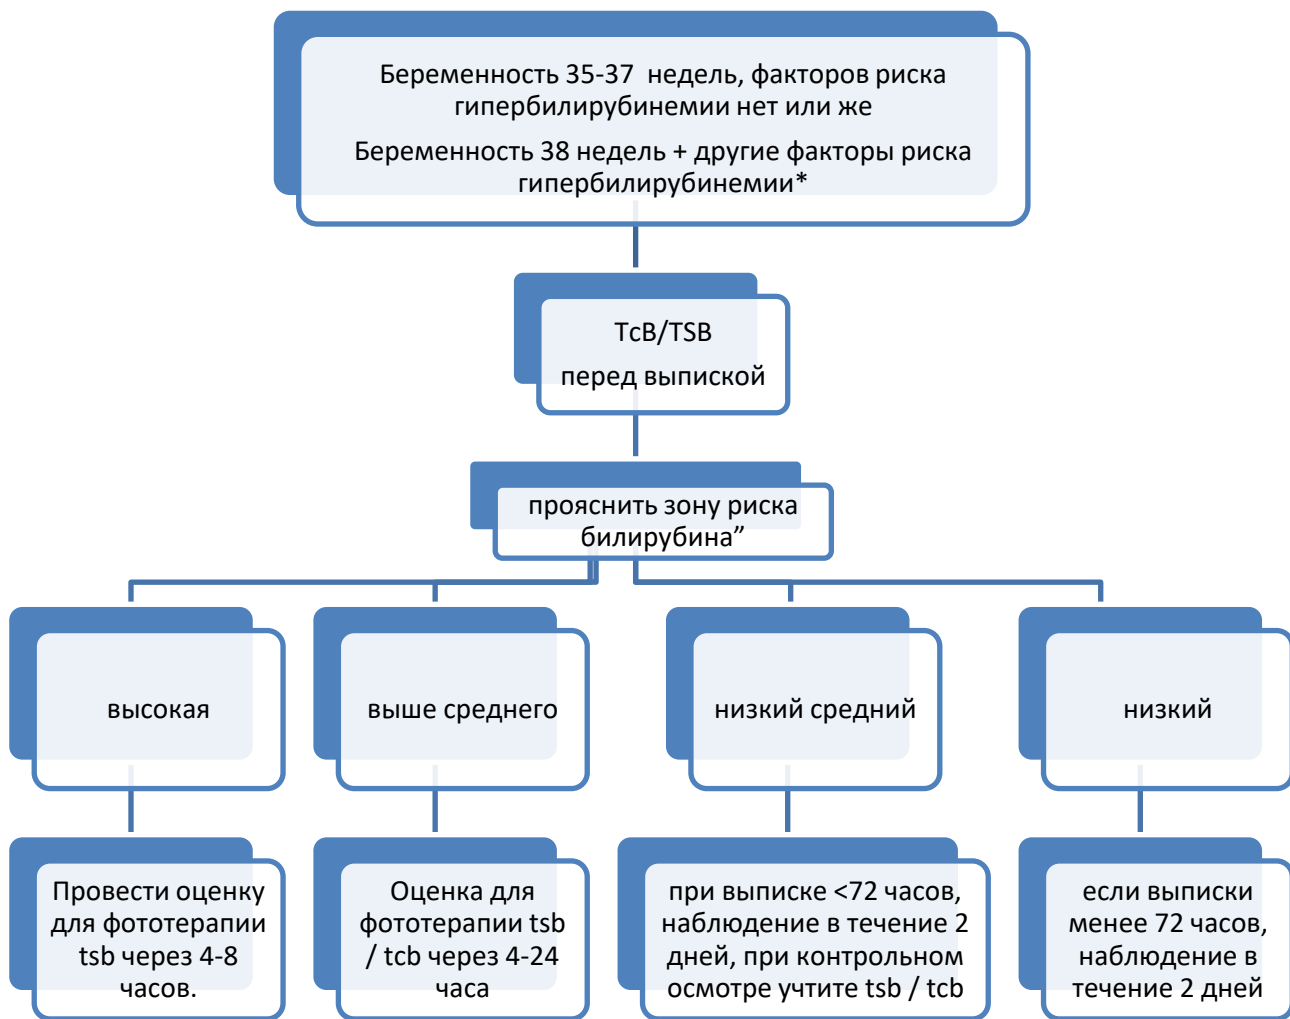 Беременность 35-37 недель, факторов риска
гипербилирубинемии нет или же
Беременность 38 недель + другие факторы риска
гипербилирубинемии*
TcB/TSB
перед выпиской
прояснить зону риска
билирубина”
высокая
выше среднего
низкий средний
низкий
Провести оценку
для фототерапии
tsb через 4-8
часов.
Оценка для
фототерапии tsb
/ tcb через 4-24
часа
при выписке <72 часов,
наблюдение в течение 2
дней, при контрольном
осмотре учтите tsb / tcb
если выписки
менее 72 часов,
наблюдение в
течение 2 дней